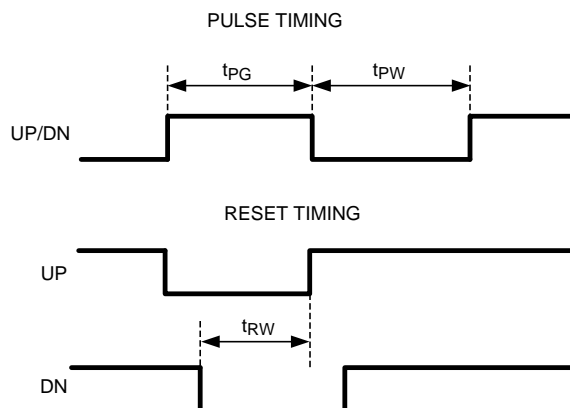 PULSE TIMING
tPG
tPW
UP/DN
RESET TIMING
UP
tRW
DN